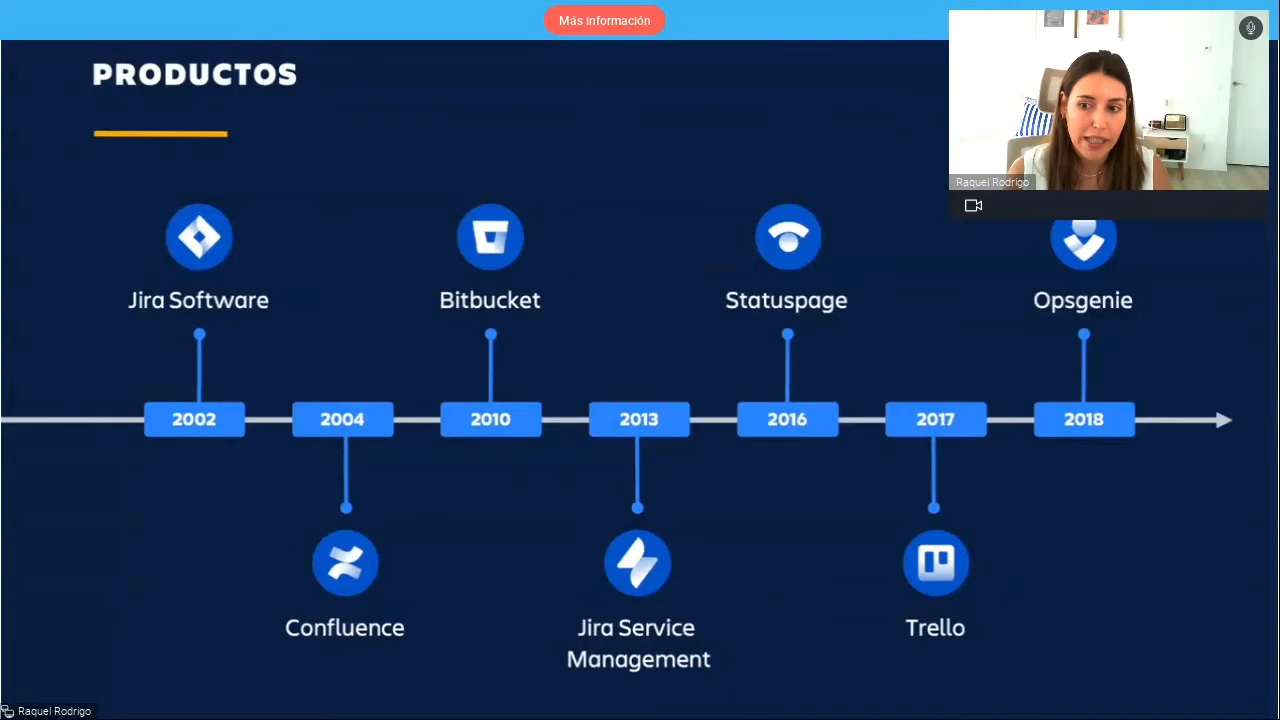 Más información
PRODUCTOS
Raquel Rodrigo
Jira Software
Bitbucket
Statuspage
Opsgenie
2002
2004
2010
2013
2016
2017
2018
Confluence
Jira Service
Management
Trello
Raquel Rodrigo